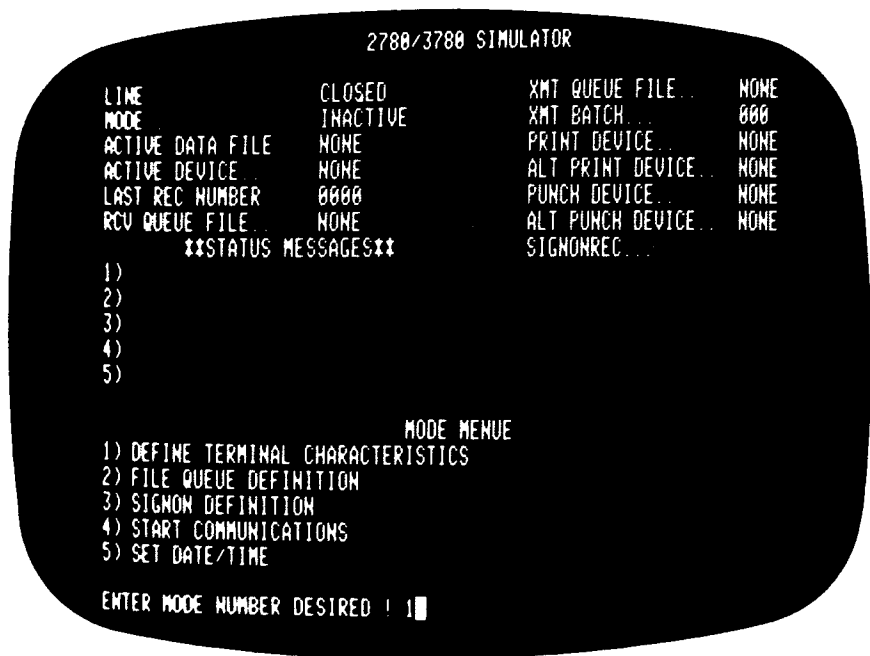 2780/3780 SIMULATOR
LINE CLOSED XMT QUEUE FILE.. NONE
MODE INACTIVE XMT BATCH... 000
ACTIVE DATA FILE NONE PRINT DEVICE.. NONE
ACTIVE DEVICE.. NONE ALT PRINT DEVICE.. NONE
LAST REC NUMBER 0000 PUNCH DEVICE.. NONE
RCV QUEUE FILE.. NONE ALT PUNCH DEVICE.. NONE
**STATUS MESSAGES** SIGNONREC...
1)
2)
3)
4)
5)
MODE MENUE
1) DEFINE TERMINAL CHARACTERISTICS
2) FILE QUEUE DEFINITION
3) SIGNON DEFINITION
4) START COMMUNICATIONS
5) SET DATE/TIME
ENTER MODE NUMBER DESIRED ! 1